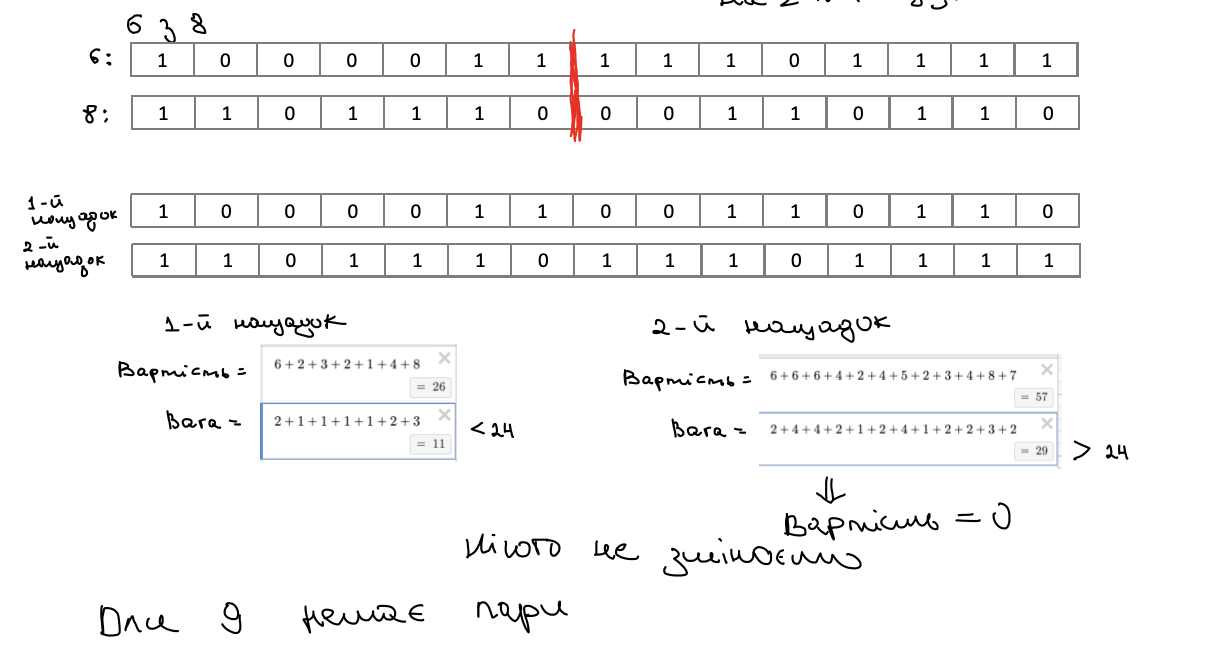 6 з 8
6: 1 0 0 0 0 1 1 1 1 1 0 1 1 1 1
8: 1 1 0 1 1 1 0 0 0 1 1 0 1 1 0
1-й нащадок 1 0 0 0 0 1 1 0 0 1 1 0 1 1 0
2-й нащадок 1 1 0 1 1 1 0 1 1 1 0 1 1 1 1
1-й нащадок
2-й нащадок
Вартість = 6+2+3+2+1+4+8 = 26
Вартість = 6+6+6+4+2+4+5+2+3+4+8+7 = 57
Вага = 2+1+1+1+1+2+3 = 11 < 24
Вага = 2+4+4+2+1+2+4+1+2+2+3+2 = 29 > 24
⇓
Вартість = 0
Нічого не змінюємо
Для 9 немає пари